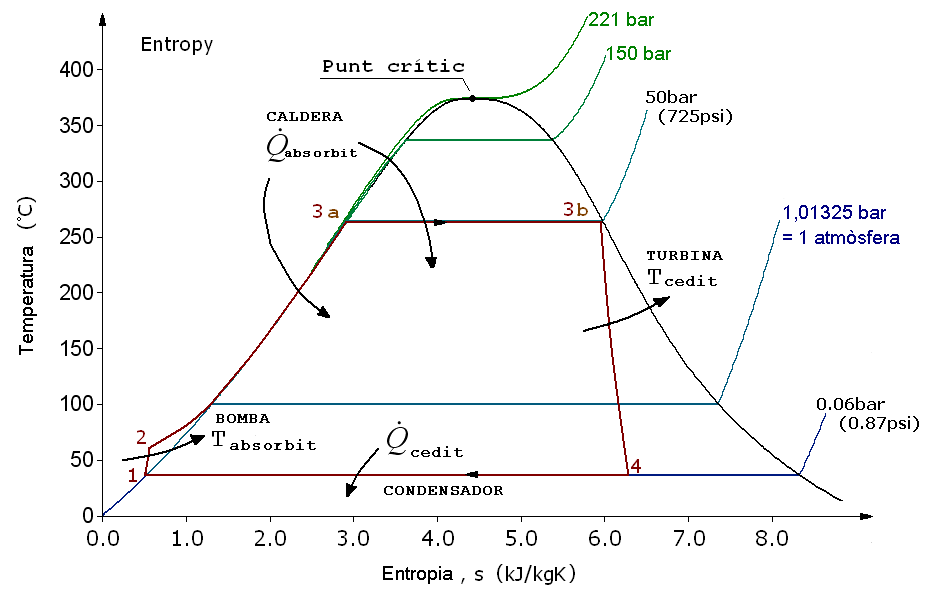 221 bar
Entropy
150 bar
400
Punt crític
50bar
(725psi)
CALDERA
350
Q̇absorbit
300
3a
3b
1,01325 bar
= 1 atmòsfera
250
TURBINA
Tcedit
Temperatura (°C)
200
150
100
0.06bar
(0.87psi)
BOMBA
Tabsorbit
Q̇cedit
2
50
1
4
CONDENSADOR
0
0.0 1.0 2.0 3.0 4.0 5.0 6.0 7.0 8.0
Entropia , s (kJ/kgK)